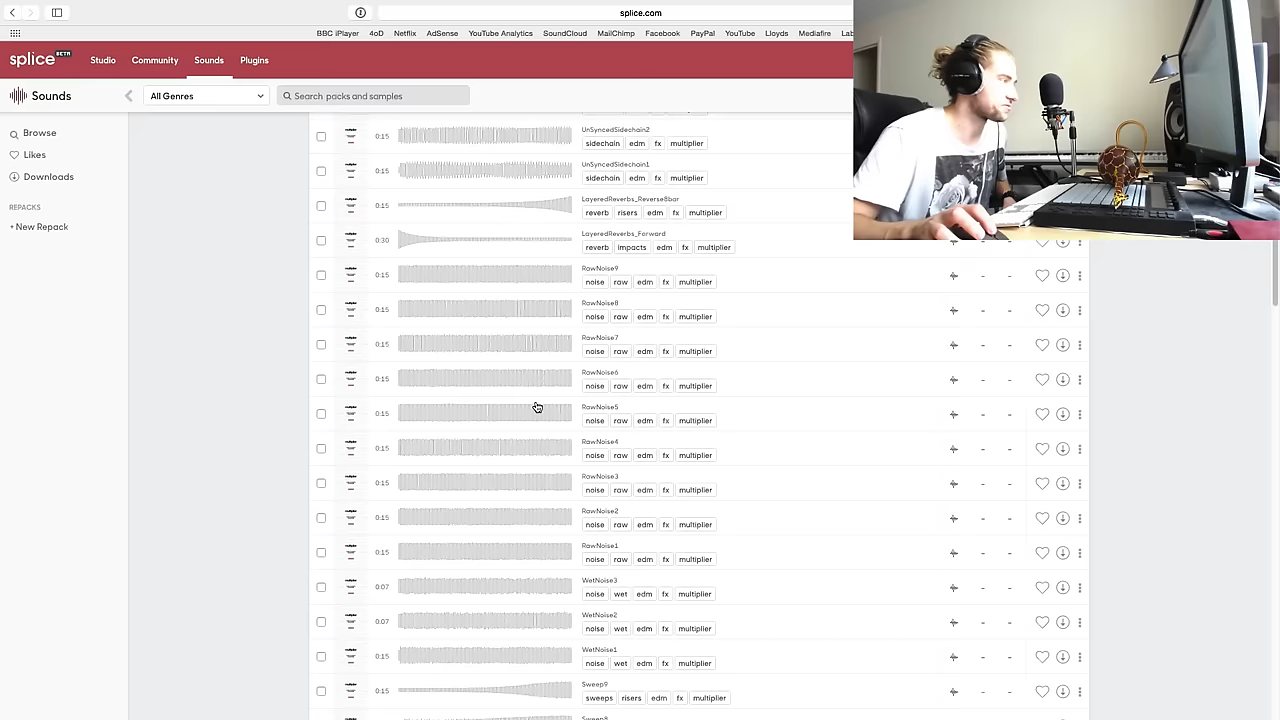 splice.com
BBC iPlayer 4oD Netflix AdSense YouTube Analytics SoundCloud MailChimp Facebook PayPal YouTube Lloyds Mediafire
splice BETA Studio Community Sounds Plugins
Sounds All Genres Search packs and samples
Browse
Likes
Downloads
REPACKS
+ New Repack
UnSyncedSidechain2
0:15 sidechain edm fx multiplier
UnSyncedSidechain1
0:15 sidechain edm fx multiplier
LayeredReverbs_Reverse8bar
0:15 reverb risers edm fx multiplier
LayeredReverbs_Forward
0:30 reverb impacts edm fx multiplier
RawNoise9
0:15 noise raw edm fx multiplier - -
RawNoise8
0:15 noise raw edm fx multiplier - -
RawNoise7
0:15 noise raw edm fx multiplier - -
RawNoise6
0:15 noise raw edm fx multiplier - -
RawNoise5
0:15 noise raw edm fx multiplier - -
RawNoise4
0:15 noise raw edm fx multiplier - -
RawNoise3
0:15 noise raw edm fx multiplier - -
RawNoise2
0:15 noise raw edm fx multiplier - -
RawNoise1
0:15 noise raw edm fx multiplier - -
WetNoise3
0:07 noise wet edm fx multiplier - -
WetNoise2
0:07 noise wet edm fx multiplier - -
WetNoise1
0:15 noise wet edm fx multiplier - -
Sweep9
0:15 sweeps risers edm fx multiplier - -
Sweep8